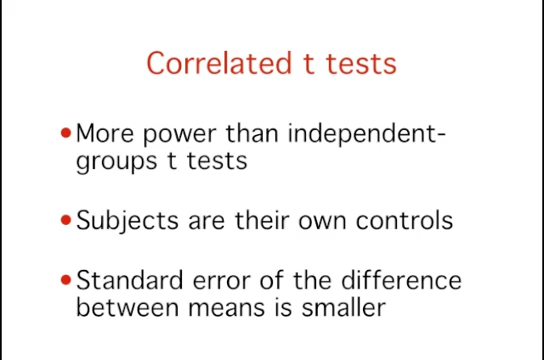 Correlated t tests
•More power than independent-
groups t tests
•Subjects are their own controls
•Standard error of the difference
between means is smaller